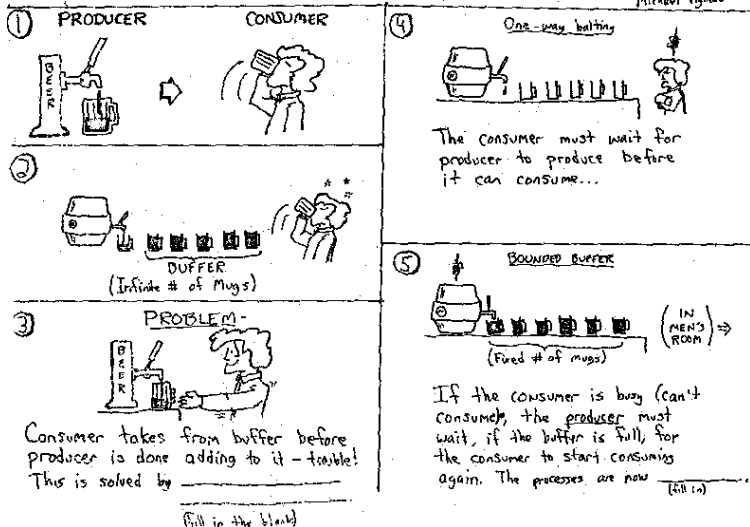 ① PRODUCER CONSUMER
BEER
②
BUFFER
(Infinite # of Mugs)
③ PROBLEM-
BEER
Consumer takes from buffer before
producer is done adding to it - trouble!
This is solved by
(fill in the blank)
Michael
④ One-way halting
The consumer must wait for
producer to produce before
it can consume...
⑤ BOUNDED BUFFER
(Fixed # of mugs)
(IN
MEN'S
ROOM) ⇒
If the consumer is busy (can't
consume), the producer must
wait, if the buffer is full, for
the consumer to start consuming
again. The processes are now
(fill in)